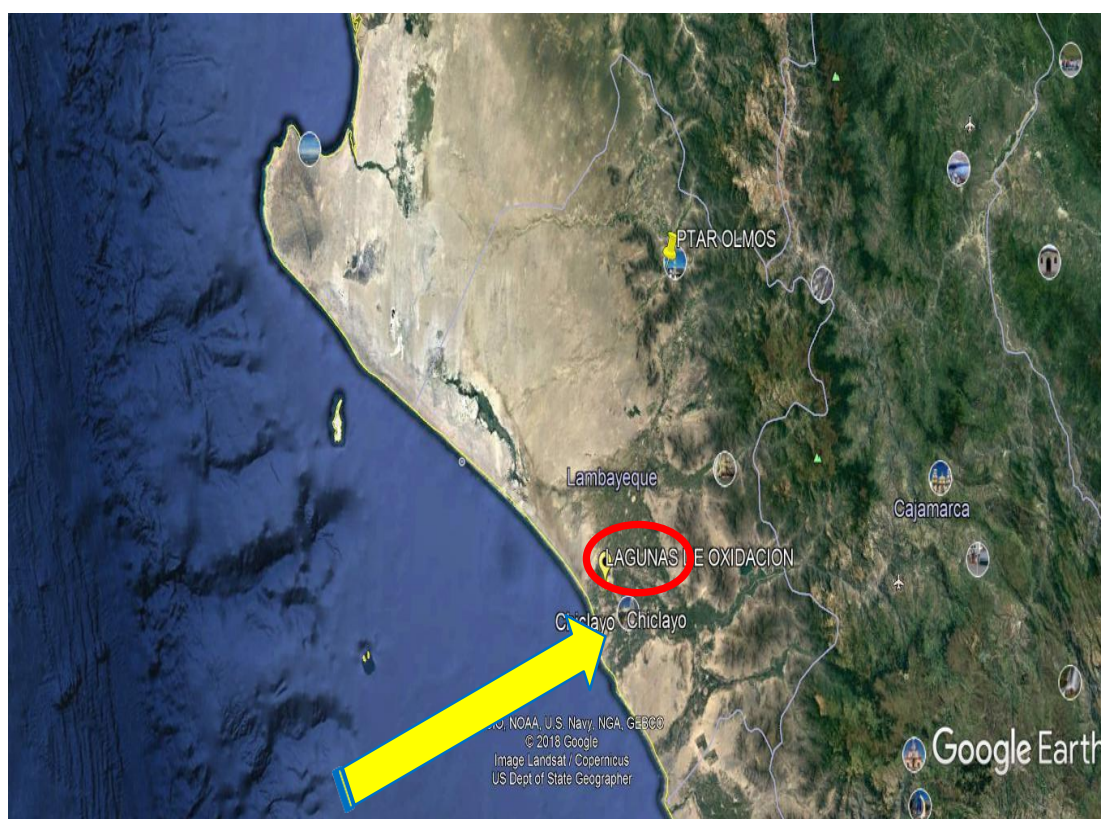 PTAR OLMOS
Lambayeque
Cajamarca
LAGUNAS DE OXIDACION
Chiclayo Chiclayo
NOAA, U.S. Navy, NGA, GEBCO
© 2018 Google
Image Landsat / Copernicus
US Dept of State Geographer
Google Earth